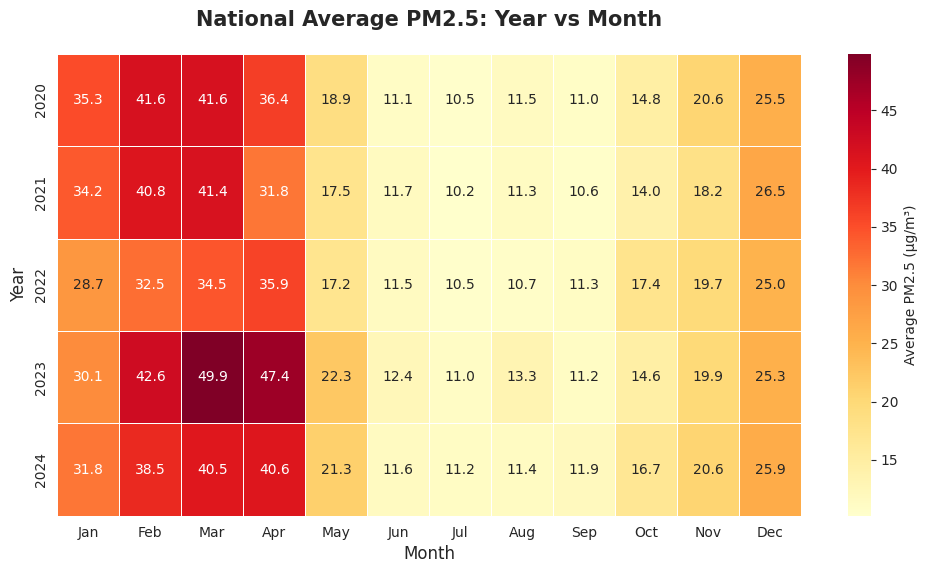 National Average PM2.5: Year vs Month
2020 35.3 41.6 41.6 36.4 18.9 11.1 10.5 11.5 11.0 14.8 20.6 25.5
2021 34.2 40.8 41.4 31.8 17.5 11.7 10.2 11.3 10.6 14.0 18.2 26.5
2022 28.7 32.5 34.5 35.9 17.2 11.5 10.5 10.7 11.3 17.4 19.7 25.0
2023 30.1 42.6 49.9 47.4 22.3 12.4 11.0 13.3 11.2 14.6 19.9 25.3
2024 31.8 38.5 40.5 40.6 21.3 11.6 11.2 11.4 11.9 16.7 20.6 25.9
Jan Feb Mar Apr May Jun Jul Aug Sep Oct Nov Dec
Month
Year
45
40
35
30
25
20
15
Average PM2.5 (μg/m³)